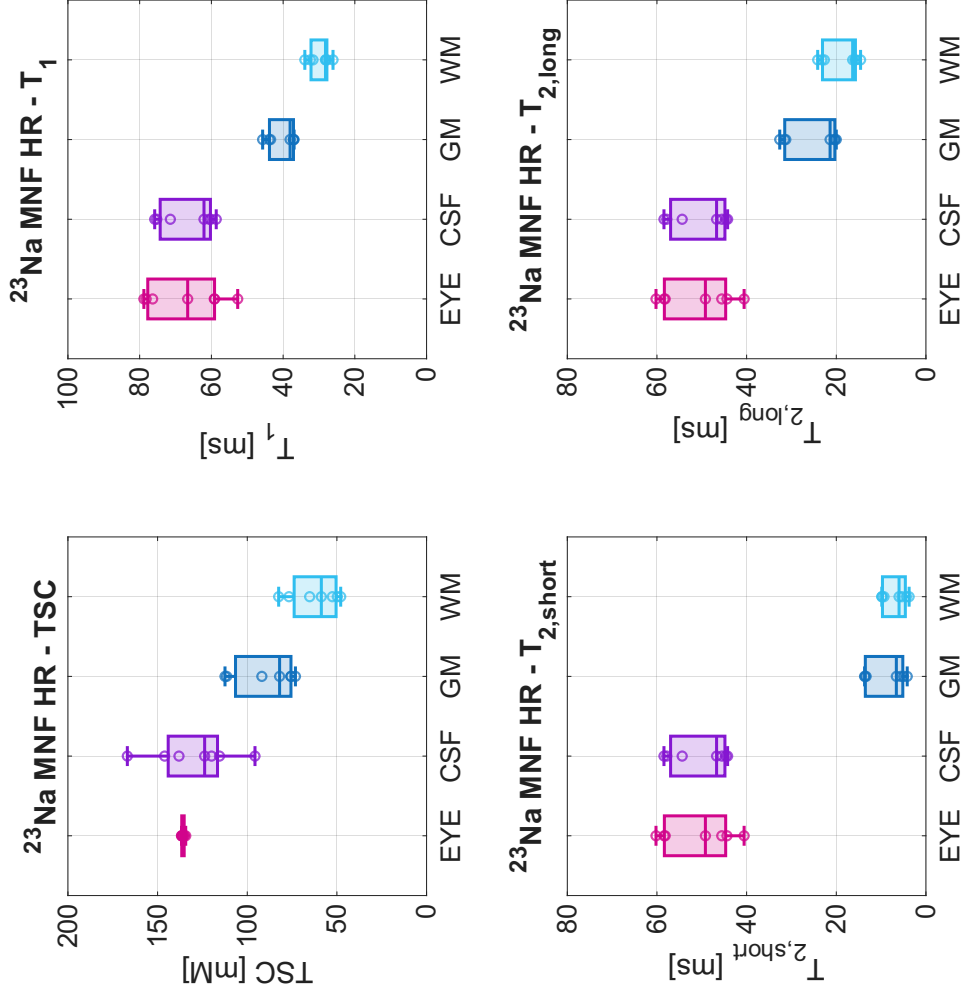 ²³Na MNF HR - TSC
TSC [mM]
200
150
100
50
0
EYE CSF GM WM
²³Na MNF HR - T₁
T₁ [ms]
100
80
60
40
20
0
EYE CSF GM WM
²³Na MNF HR - T₂,short
T₂,short [ms]
80
60
40
20
0
EYE CSF GM WM
²³Na MNF HR - T₂,long
T₂,long [ms]
80
60
40
20
0
EYE CSF GM WM